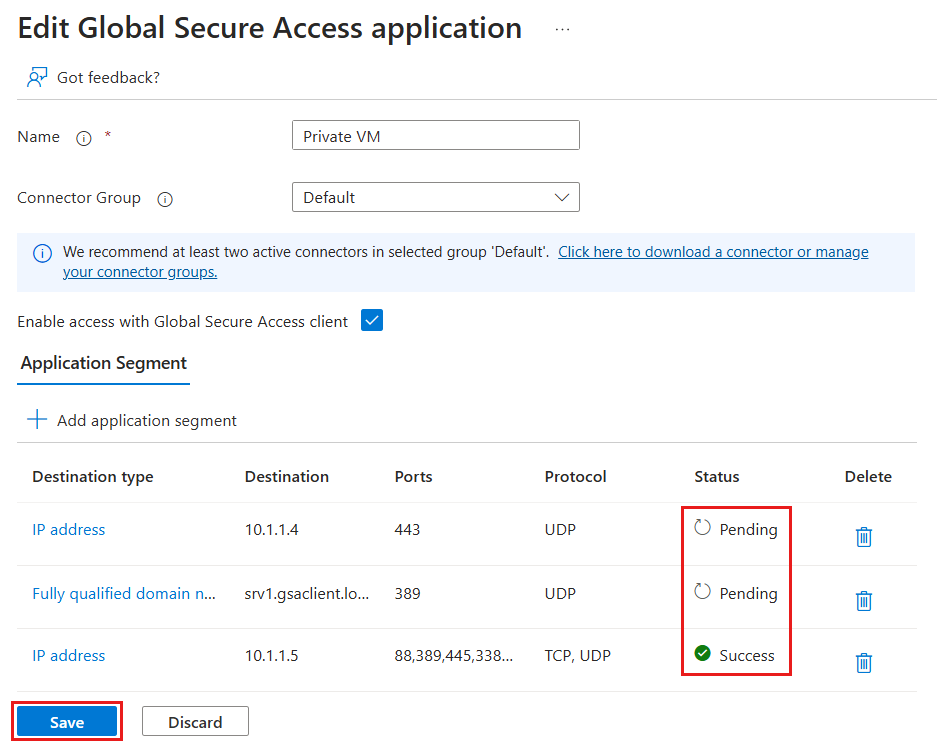 Edit Global Secure Access application ...
Got feedback?
Name *
Private VM
Connector Group
Default
We recommend at least two active connectors in selected group 'Default'. Click here to download a connector or manage
your connector groups.
Enable access with Global Secure Access client
Application Segment
Add application segment
Destination type Destination Ports Protocol Status Delete
IP address 10.1.1.4 443 UDP Pending
Fully qualified domain n... srv1.gsaclient.lo... 389 UDP Pending
IP address 10.1.1.5 88,389,445,338... TCP, UDP Success
Save Discard